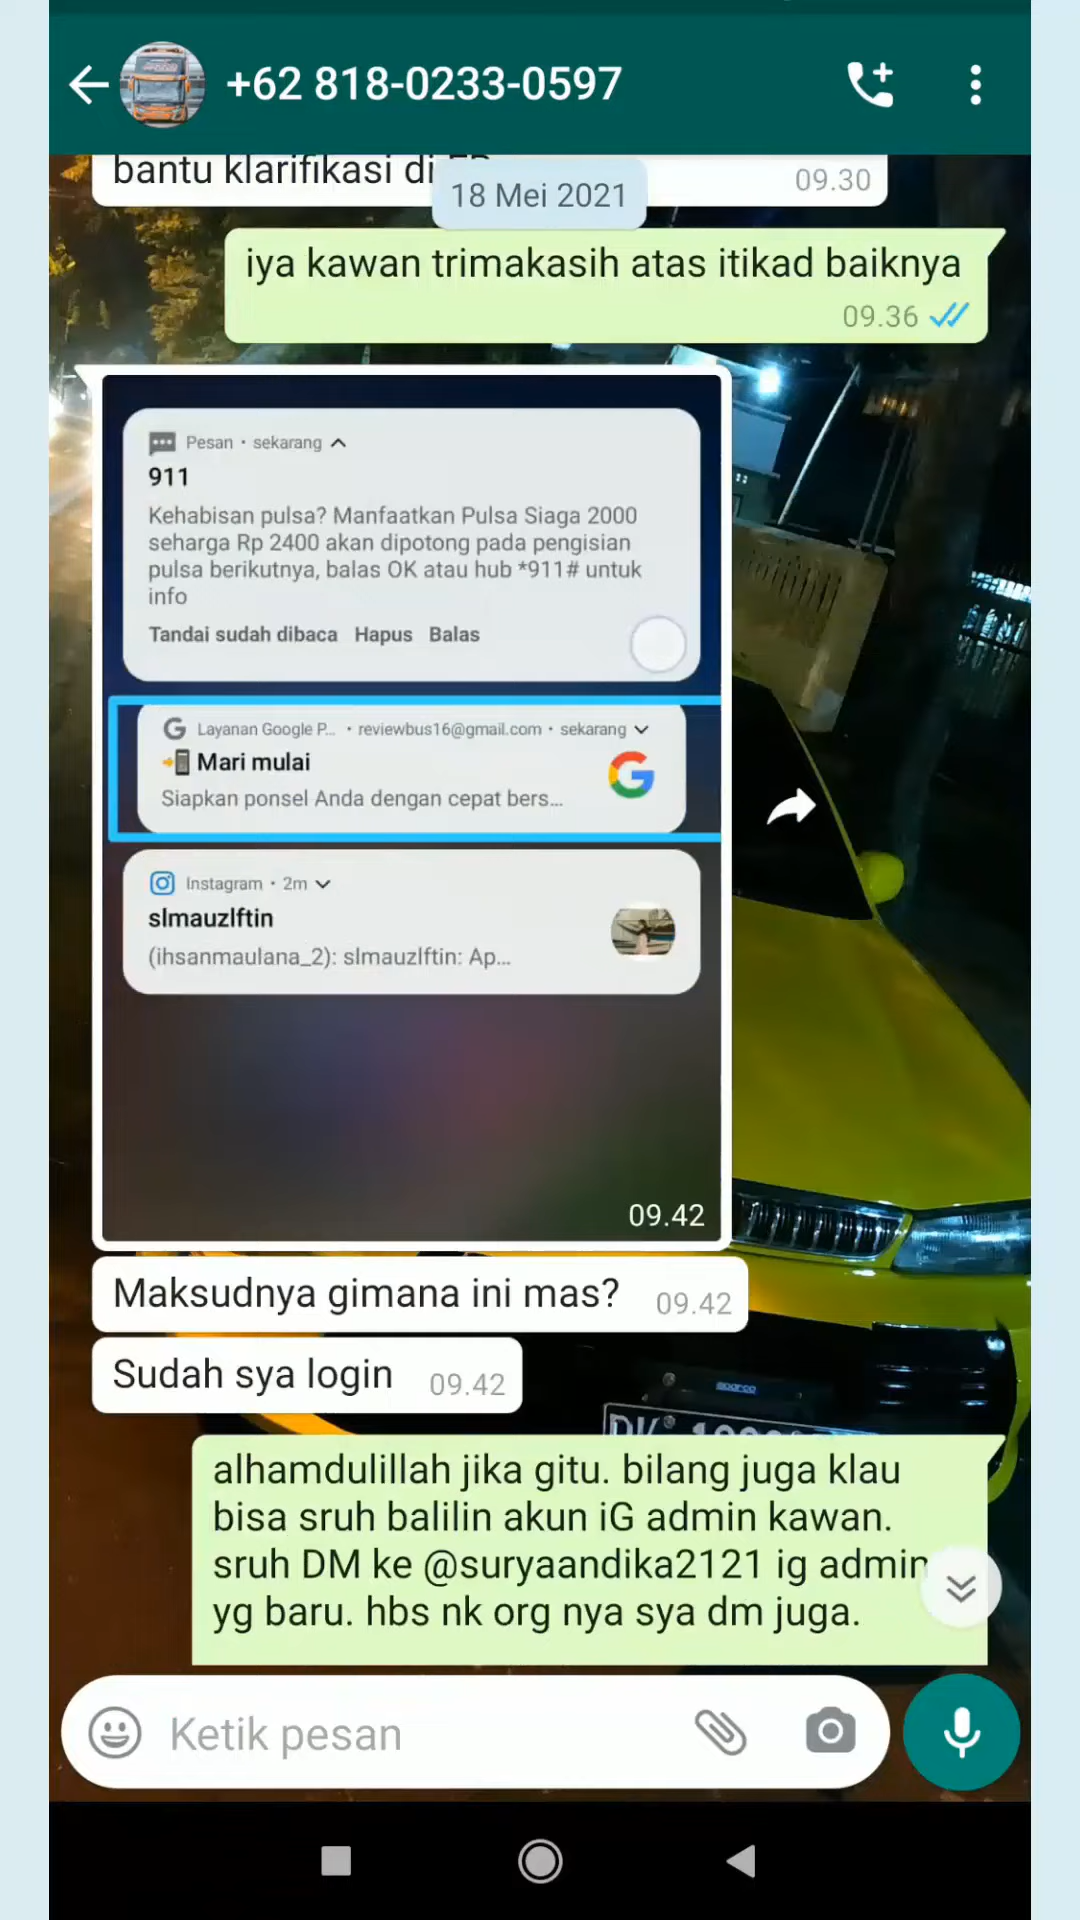 +62 818-0233-0597
bantu klarifikasi di
09.30
18 Mei 2021
iya kawan trimakasih atas itikad baiknya
09.36
Pesan • sekarang
911
Kehabisan pulsa? Manfaatkan Pulsa Siaga 2000
seharga Rp 2400 akan dipotong pada pengisian
pulsa berikutnya, balas OK atau hub *911# untuk
info
Tandai sudah dibaca Hapus Balas
Layanan Google P... • reviewbus16@gmail.com • sekarang
Mari mulai
Siapkan ponsel Anda dengan cepat bers...
Instagram • 2m
slmauzlftin
(ihsanmaulana_2): slmauzlftin: Ap...
09.42
Maksudnya gimana ini mas? 09.42
Sudah sya login 09.42
sparco
alhamdulillah jika gitu. bilang juga klau
bisa sruh balilin akun iG admin kawan.
sruh DM ke @suryaandika2121 ig admin
yg baru. hbs nk org nya sya dm juga.
Ketik pesan